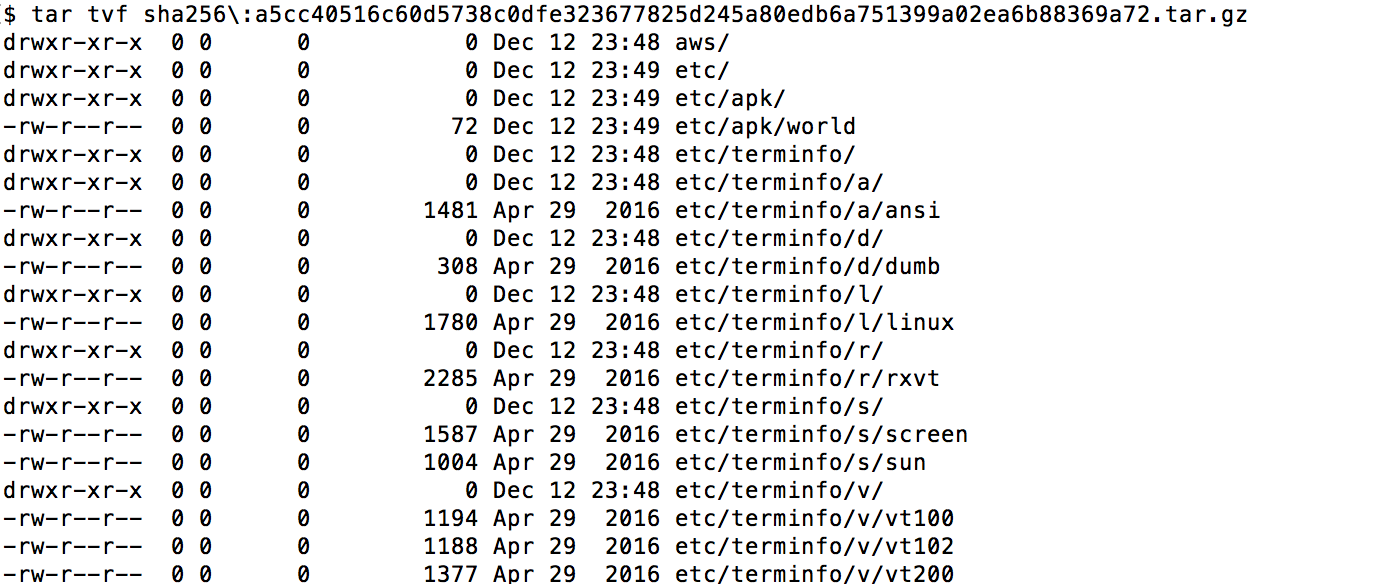 $ tar tvf sha256\:a5cc40516c60d5738c0dfe323677825d245a80edb6a751399a02ea6b88369a72.tar.gz
drwxr-xr-x  0 0      0           0 Dec 12 23:48 aws/
drwxr-xr-x  0 0      0           0 Dec 12 23:49 etc/
drwxr-xr-x  0 0      0           0 Dec 12 23:49 etc/apk/
-rw-r--r--  0 0      0          72 Dec 12 23:49 etc/apk/world
drwxr-xr-x  0 0      0           0 Dec 12 23:48 etc/terminfo/
drwxr-xr-x  0 0      0           0 Dec 12 23:48 etc/terminfo/a/
-rw-r--r--  0 0      0        1481 Apr 29  2016 etc/terminfo/a/ansi
drwxr-xr-x  0 0      0           0 Dec 12 23:48 etc/terminfo/d/
-rw-r--r--  0 0      0         308 Apr 29  2016 etc/terminfo/d/dumb
drwxr-xr-x  0 0      0           0 Dec 12 23:48 etc/terminfo/l/
-rw-r--r--  0 0      0        1780 Apr 29  2016 etc/terminfo/l/linux
drwxr-xr-x  0 0      0           0 Dec 12 23:48 etc/terminfo/r/
-rw-r--r--  0 0      0        2285 Apr 29  2016 etc/terminfo/r/rxvt
drwxr-xr-x  0 0      0           0 Dec 12 23:48 etc/terminfo/s/
-rw-r--r--  0 0      0        1587 Apr 29  2016 etc/terminfo/s/screen
-rw-r--r--  0 0      0        1004 Apr 29  2016 etc/terminfo/s/sun
drwxr-xr-x  0 0      0           0 Dec 12 23:48 etc/terminfo/v/
-rw-r--r--  0 0      0        1194 Apr 29  2016 etc/terminfo/v/vt100
-rw-r--r--  0 0      0        1188 Apr 29  2016 etc/terminfo/v/vt102
-rw-r--r--  0 0      0        1377 Apr 29  2016 etc/terminfo/v/vt200